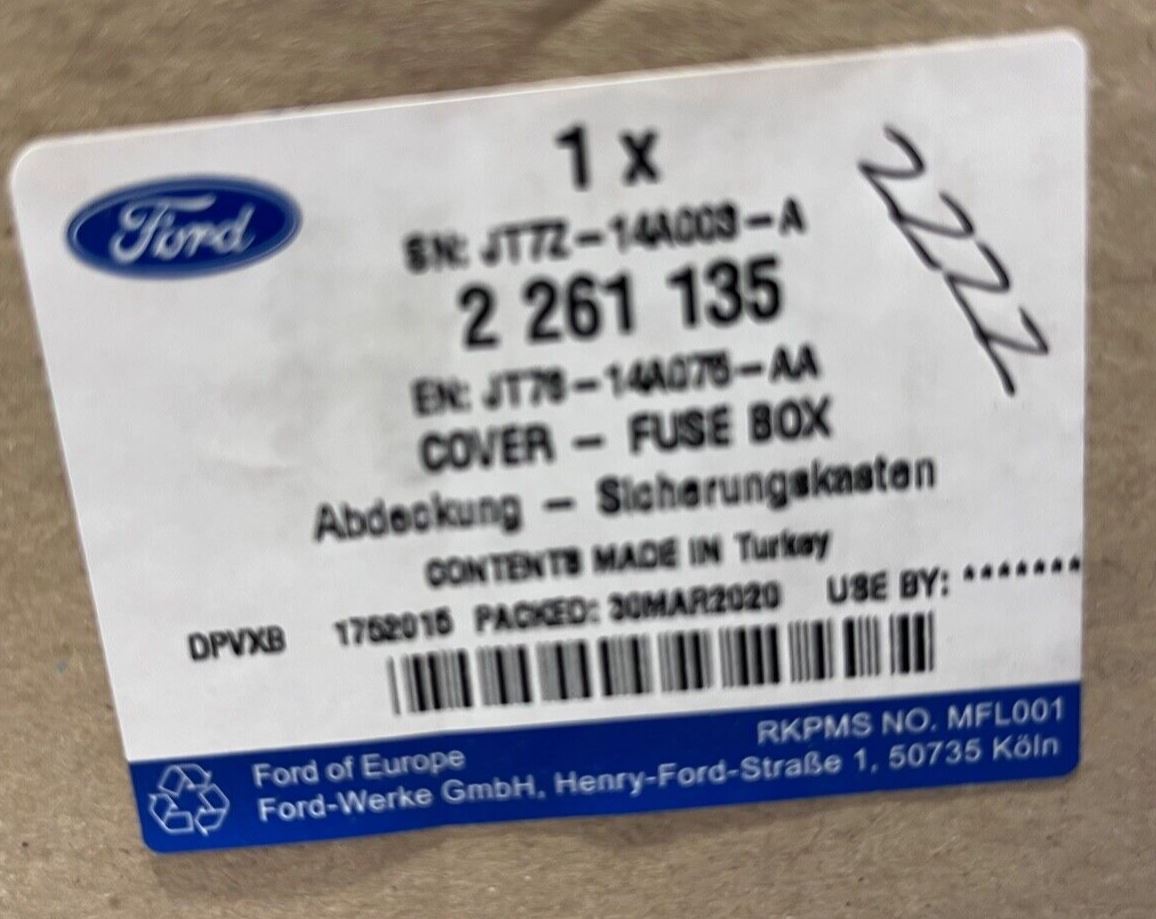 Ford
1 x
2221
SN: JT7Z-14A003-A
2 261 135
EN: JT76-14A076-AA
COVER - FUSE BOX
Abdeckung - Sicherungskasten
CONTENTS MADE IN Turkey
DPVXB 1752015 PACKED: 30MAR2020 USE BY: *******
RKPMS NO. MFL001
Ford of Europe
Ford-Werke GmbH, Henry-Ford-Straße 1, 50735 Köln